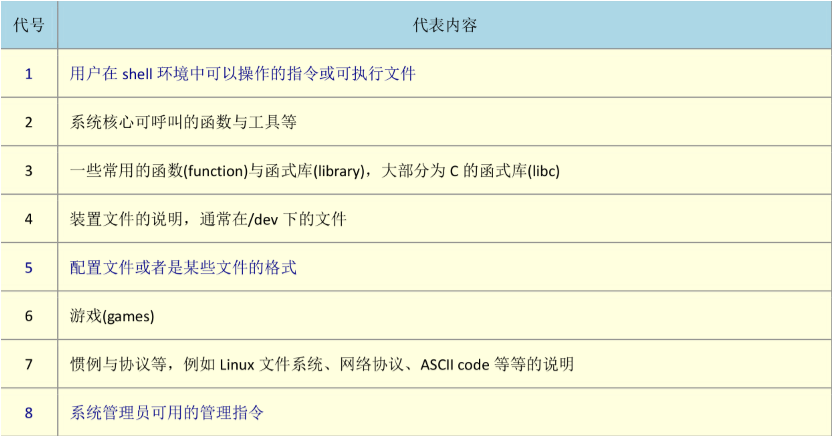 代号 代表内容
1 用户在 shell 环境中可以操作的指令或可执行文件
2 系统核心可呼叫的函数与工具等
3 一些常用的函数(function)与函式库(library)，大部分为 C 的函式库(libc)
4 装置文件的说明，通常在/dev 下的文件
5 配置文件或者是某些文件的格式
6 游戏(games)
7 惯例与协议等，例如 Linux 文件系统、网络协议、ASCII code 等等的说明
8 系统管理员可用的管理指令